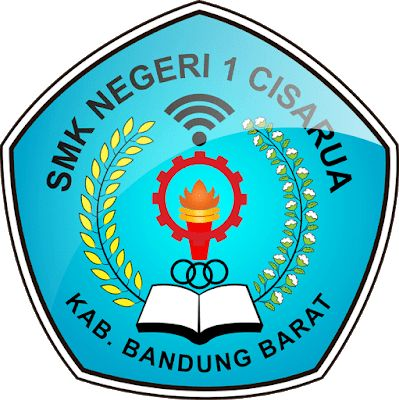 SMK NEGERI 1 CISARUA
KAB. BANDUNG BARAT